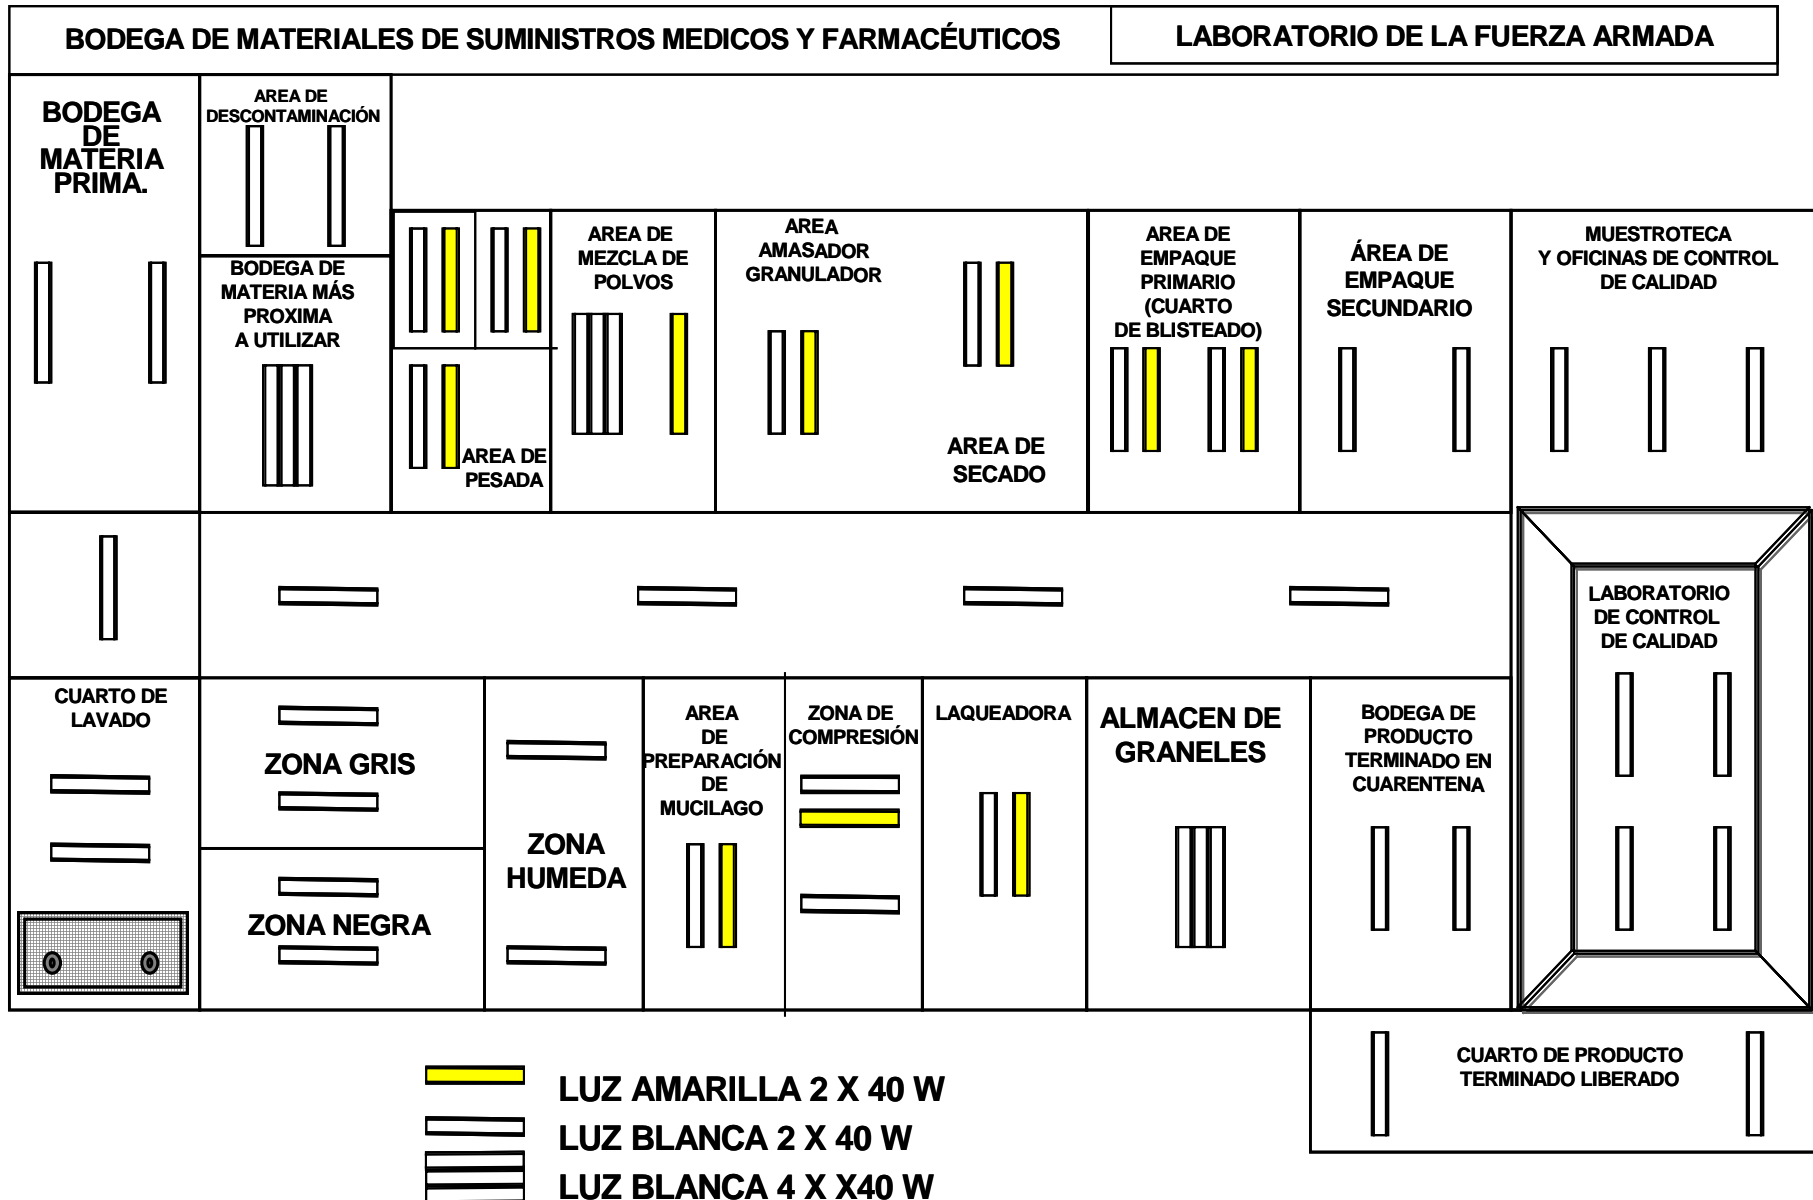 BODEGA DE MATERIALES DE SUMINISTROS MEDICOS Y FARMACÉUTICOS
LABORATORIO DE LA FUERZA ARMADA
BODEGA
DE
MATERIA
PRIMA.
AREA DE
DESCONTAMINACIÓN
BODEGA DE
MATERIA MÁS
PROXIMA
A UTILIZAR
AREA DE
PESADA
AREA DE
MEZCLA DE
POLVOS
AREA
AMASADOR
GRANULADOR
AREA DE
SECADO
AREA DE
EMPAQUE
PRIMARIO
(CUARTO
DE BLISTEADO)
ÁREA DE
EMPAQUE
SECUNDARIO
MUESTROTECA
Y OFICINAS DE CONTROL
DE CALIDAD
LABORATORIO
DE CONTROL
DE CALIDAD
CUARTO DE
LAVADO
ZONA GRIS
ZONA NEGRA
ZONA
HUMEDA
AREA
DE
PREPARACIÓN
DE
MUCILAGO
ZONA DE
COMPRESIÓN
LAQUEADORA
ALMACEN DE
GRANELES
BODEGA DE
PRODUCTO
TERMINADO EN
CUARENTENA
CUARTO DE PRODUCTO
TERMINADO LIBERADO
LUZ AMARILLA 2 X 40 W
LUZ BLANCA 2 X 40 W
LUZ BLANCA 4 X X40 W